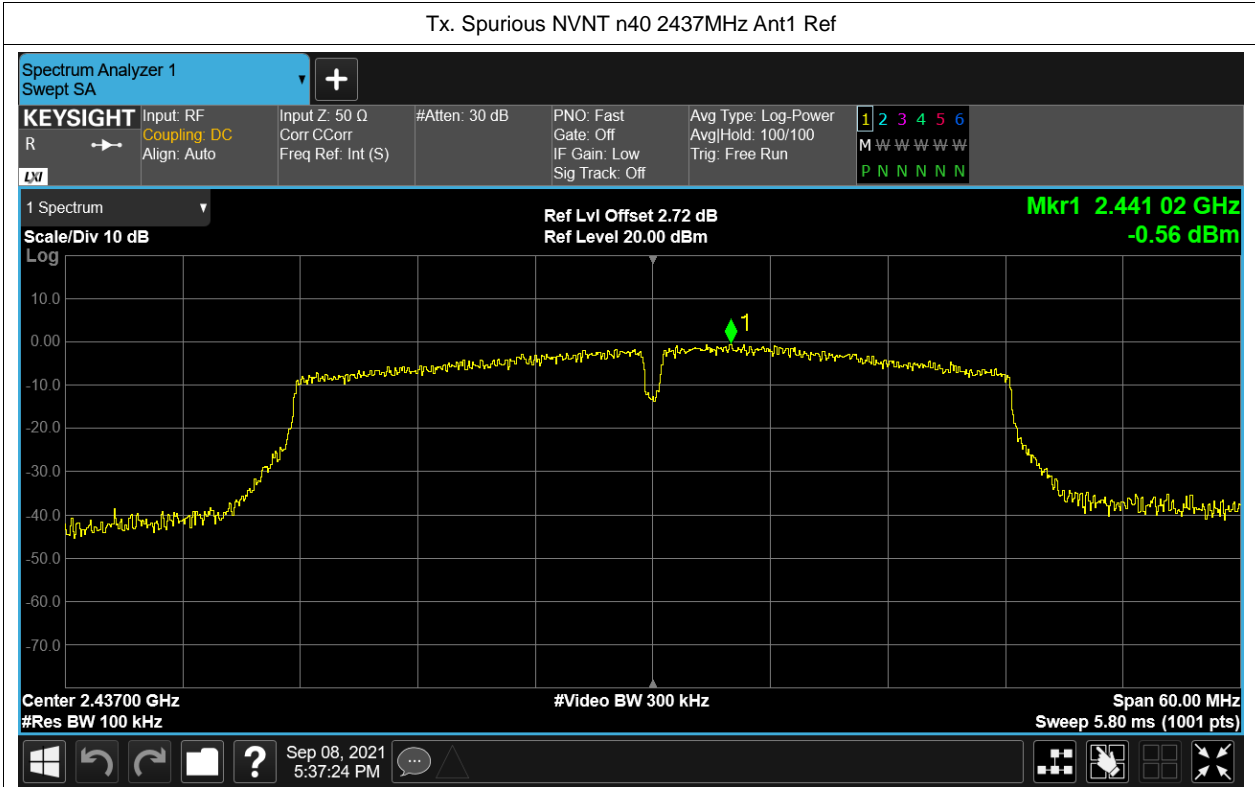 Tx. Spurious NVNT n40 2437MHz Ant1 Ref
Spectrum Analyzer 1
Swept SA
+
KEYSIGHT
R
LXI
Input: RF
Coupling: DC
Align: Auto
Input Z: 50 Ω
Corr CCorr
Freq Ref: Int (S)
#Atten: 30 dB
PNO: Fast
Gate: Off
IF Gain: Low
Sig Track: Off
Avg Type: Log-Power
Avg|Hold: 100/100
Trig: Free Run
1 2 3 4 5 6
M W W W W W
P N N N N N
1 Spectrum
Scale/Div 10 dB
Log
Ref Lvl Offset 2.72 dB
Ref Level 20.00 dBm
Mkr1 2.441 02 GHz
-0.56 dBm
10.0
0.00
-10.0
-20.0
-30.0
-40.0
-50.0
-60.0
-70.0
1
Center 2.43700 GHz
#Res BW 100 kHz
#Video BW 300 kHz
Span 60.00 MHz
Sweep 5.80 ms (1001 pts)
?
Sep 08, 2021
5:37:24 PM